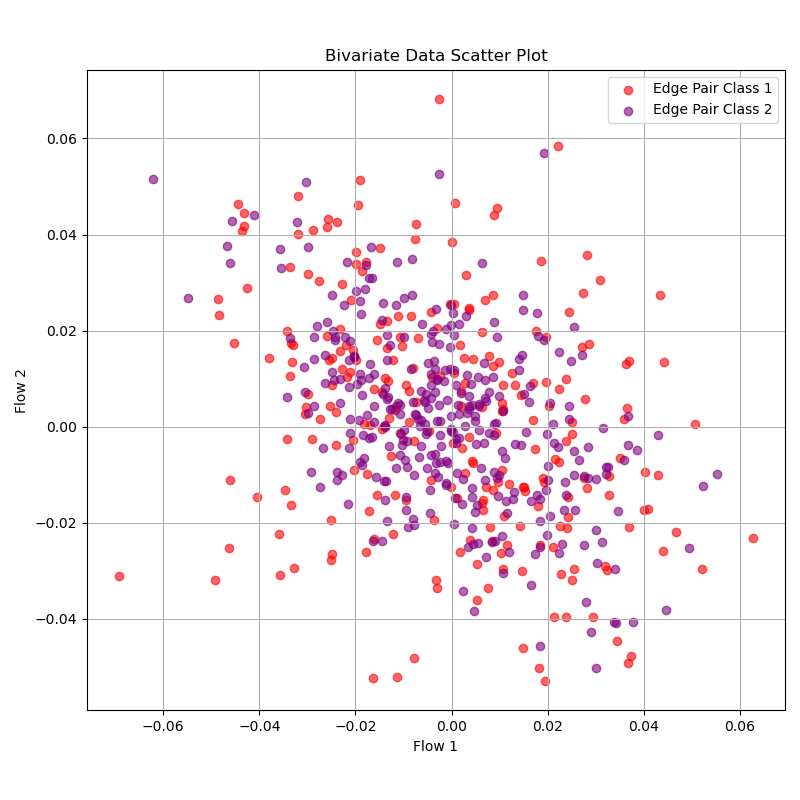 Bivariate Data Scatter Plot
Edge Pair Class 1
Edge Pair Class 2
Flow 2
0.06
0.04
0.02
0.00
−0.02
−0.04
−0.06
−0.04
−0.02
0.00
0.02
0.04
0.06
Flow 1